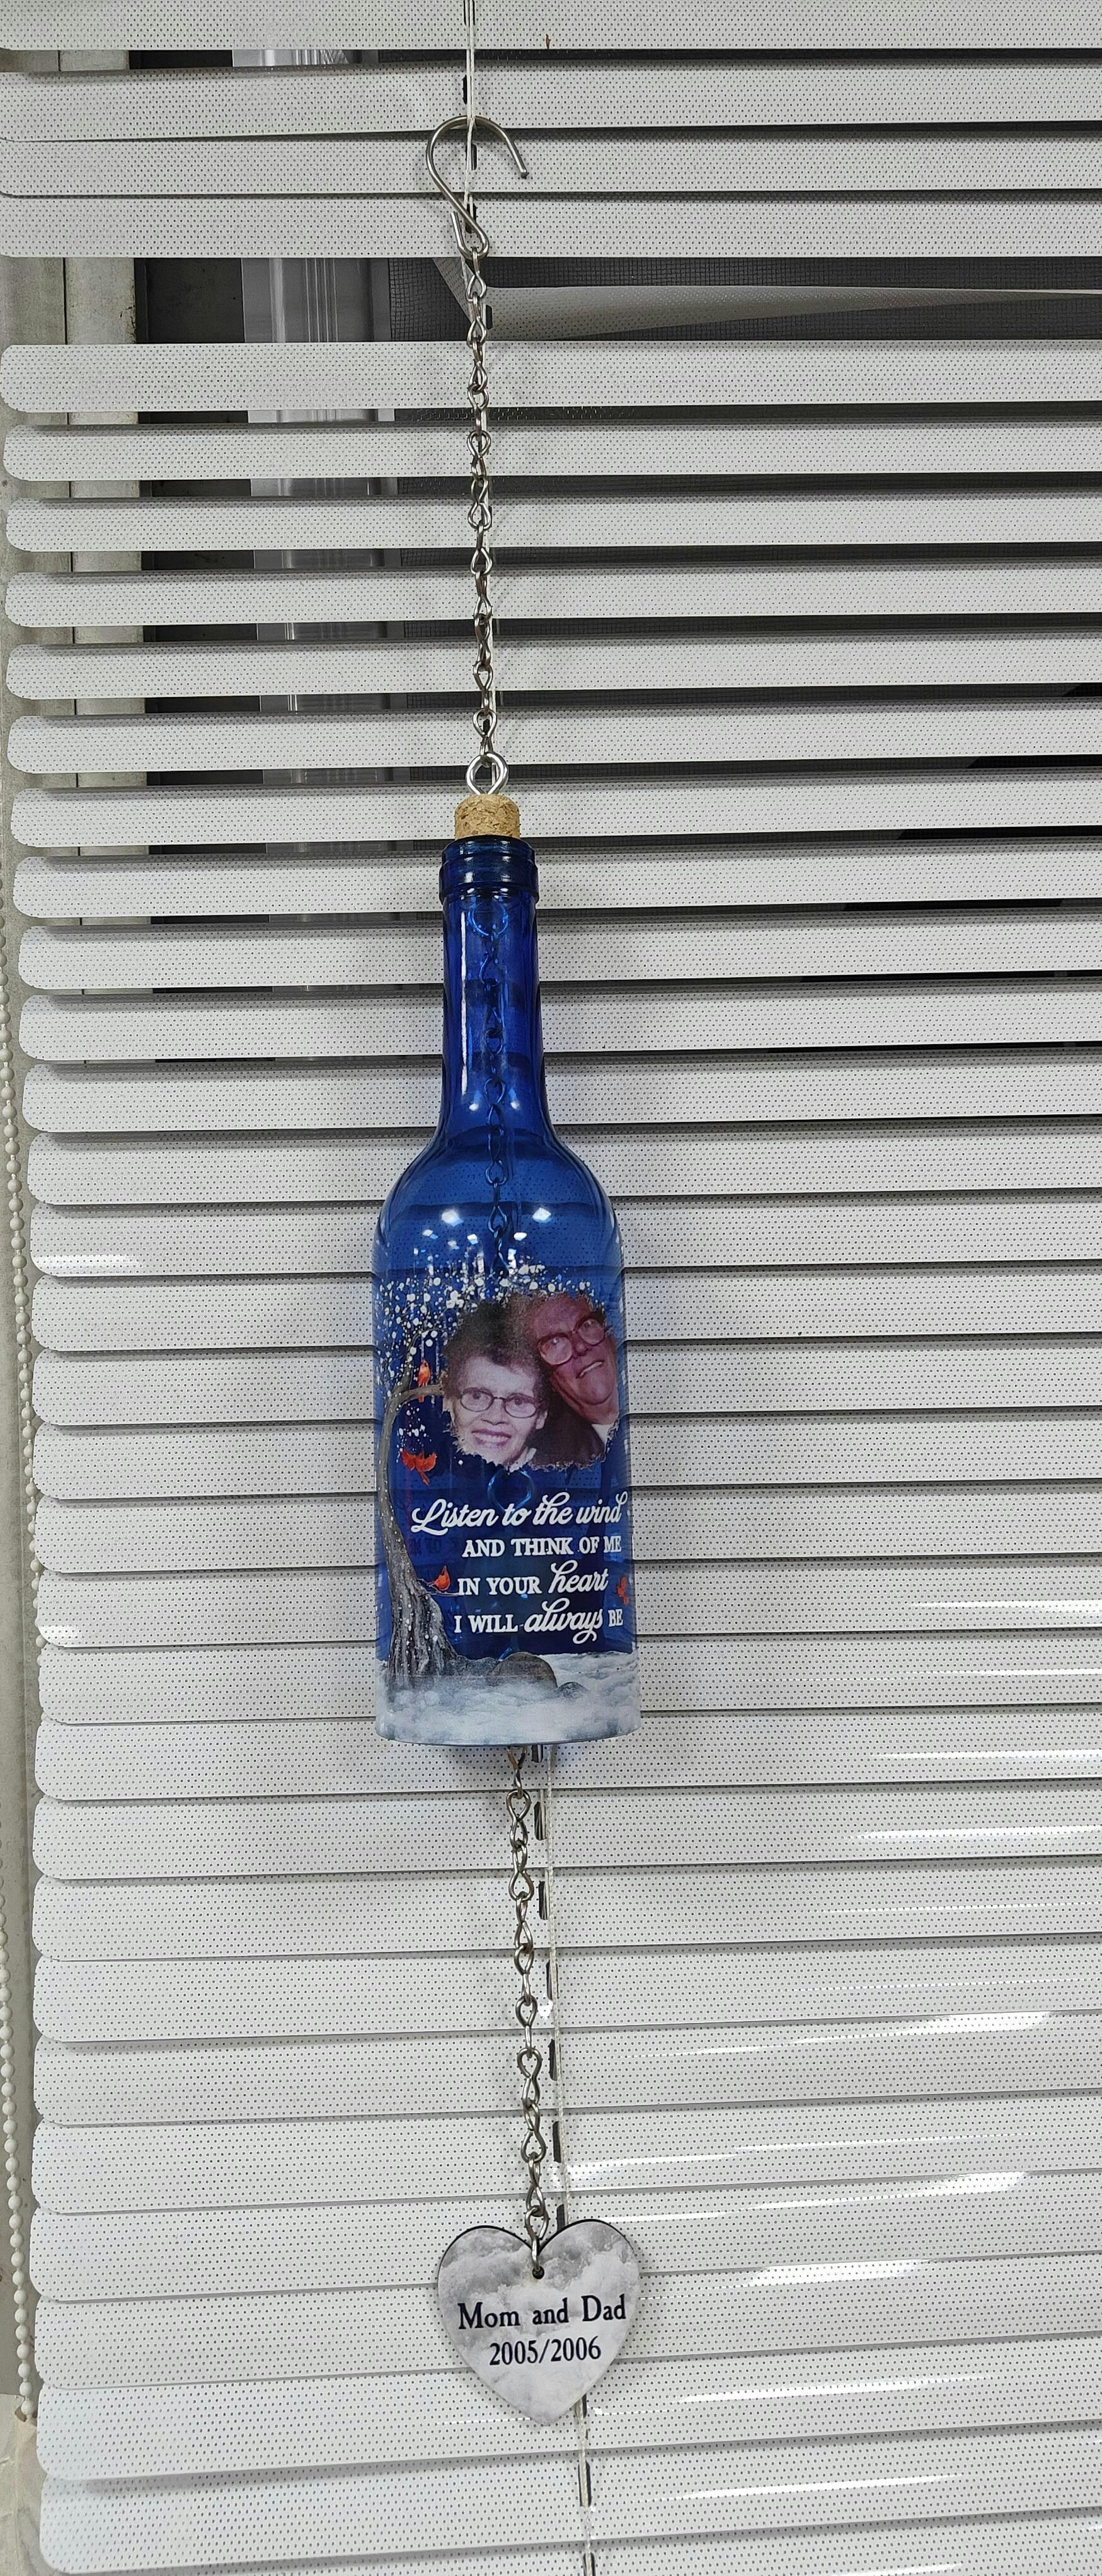 Listen to the wind
AND THINK OF ME
IN YOUR heart
I WILL always BE
Mom and Dad
2005/2006